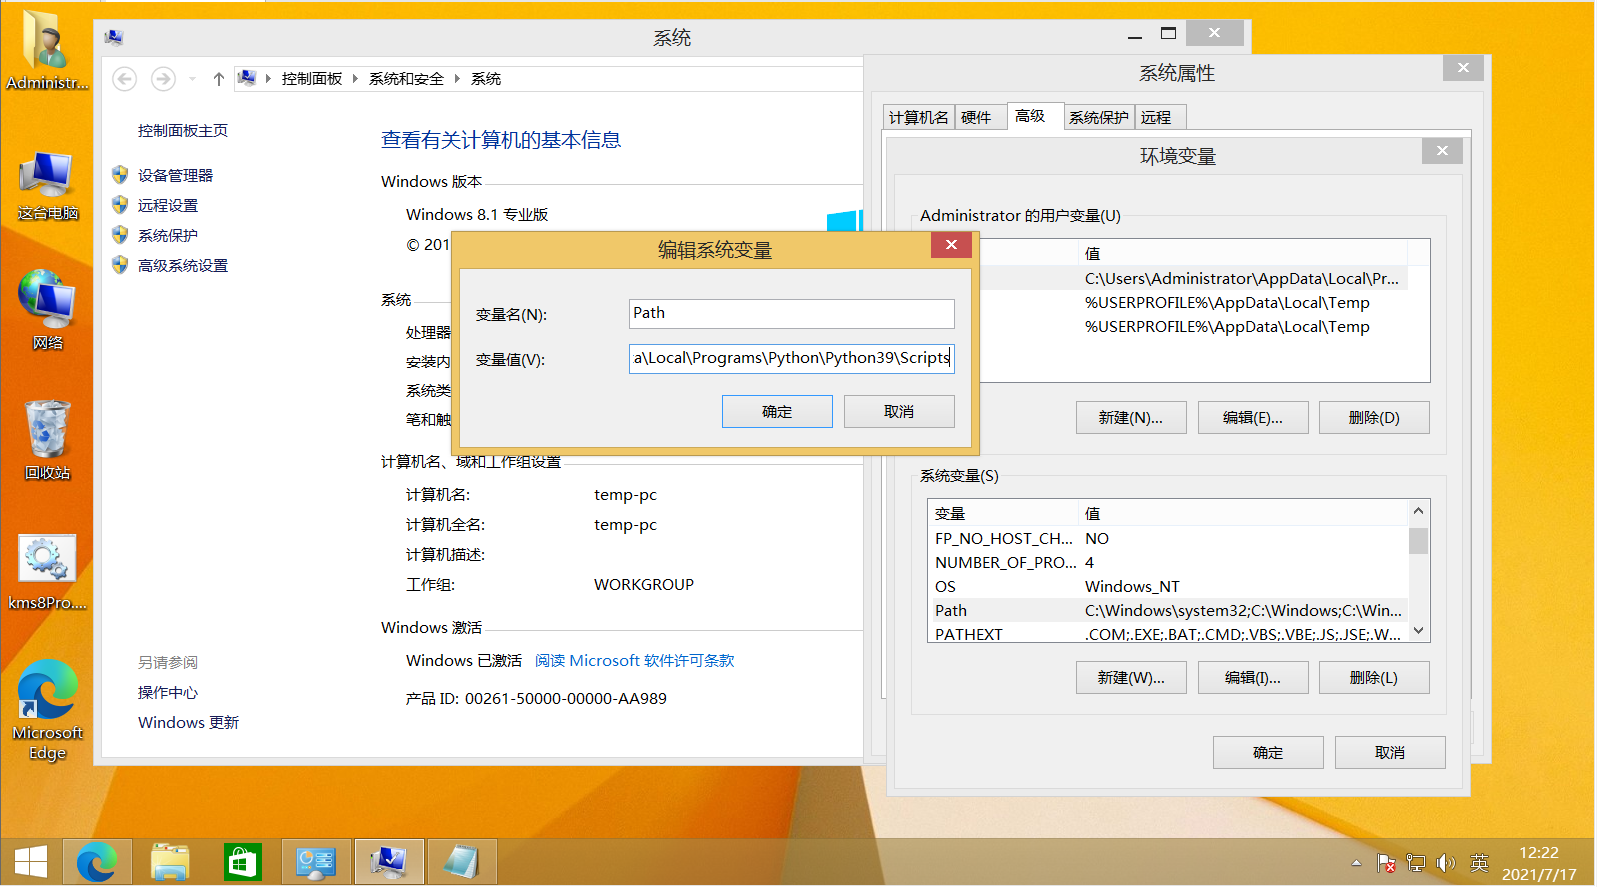 Administr...
这台电脑
网络
回收站
kms8Pro....
Microsoft
Edge
系统
控制面板
系统和安全
系统
控制面板主页
设备管理器
远程设置
系统保护
高级系统设置
另请参阅
操作中心
Windows 更新
查看有关计算机的基本信息
Windows 版本
Windows 8.1 专业版
© 201
系统
处理器
安装内
系统类
笔和触
计算机名、域和工作组设置
计算机名: temp-pc
计算机全名: temp-pc
计算机描述:
工作组: WORKGROUP
Windows 激活
Windows 已激活 阅读 Microsoft 软件许可条款
产品 ID: 00261-50000-00000-AA989
编辑系统变量
变量名(N): Path
变量值(V): a\Local\Programs\Python\Python39\Scripts
确定 取消
系统属性
计算机名 硬件 高级 系统保护 远程
环境变量
Administrator 的用户变量(U)
值
C:\Users\Administrator\AppData\Local\Pr...
%USERPROFILE%\AppData\Local\Temp
%USERPROFILE%\AppData\Local\Temp
新建(N)... 编辑(E)... 删除(D)
系统变量(S)
变量 值
FP_NO_HOST_CH... NO
NUMBER_OF_PRO... 4
OS Windows_NT
Path C:\Windows\system32;C:\Windows;C:\Win...
PATHEXT .COM;.EXE;.BAT;.CMD;.VBS;.VBE;.JS;.JSE;.W...
新建(W)... 编辑(I)... 删除(L)
确定 取消
英
12:22
2021/7/17